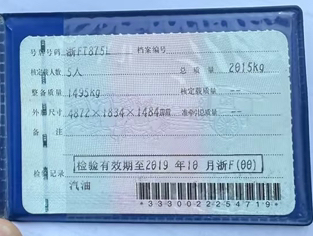 号牌号码 浙FT875L 档案编号
核定载人数 5人 总质量 2015kg
整备质量 1495kg 核定载质量 --
外廓尺寸 4872×1834×1484mm 准牵引总质量 --
备注
检验记录 检验有效期至2019年10月浙F(00)
汽油
*3330022254719*